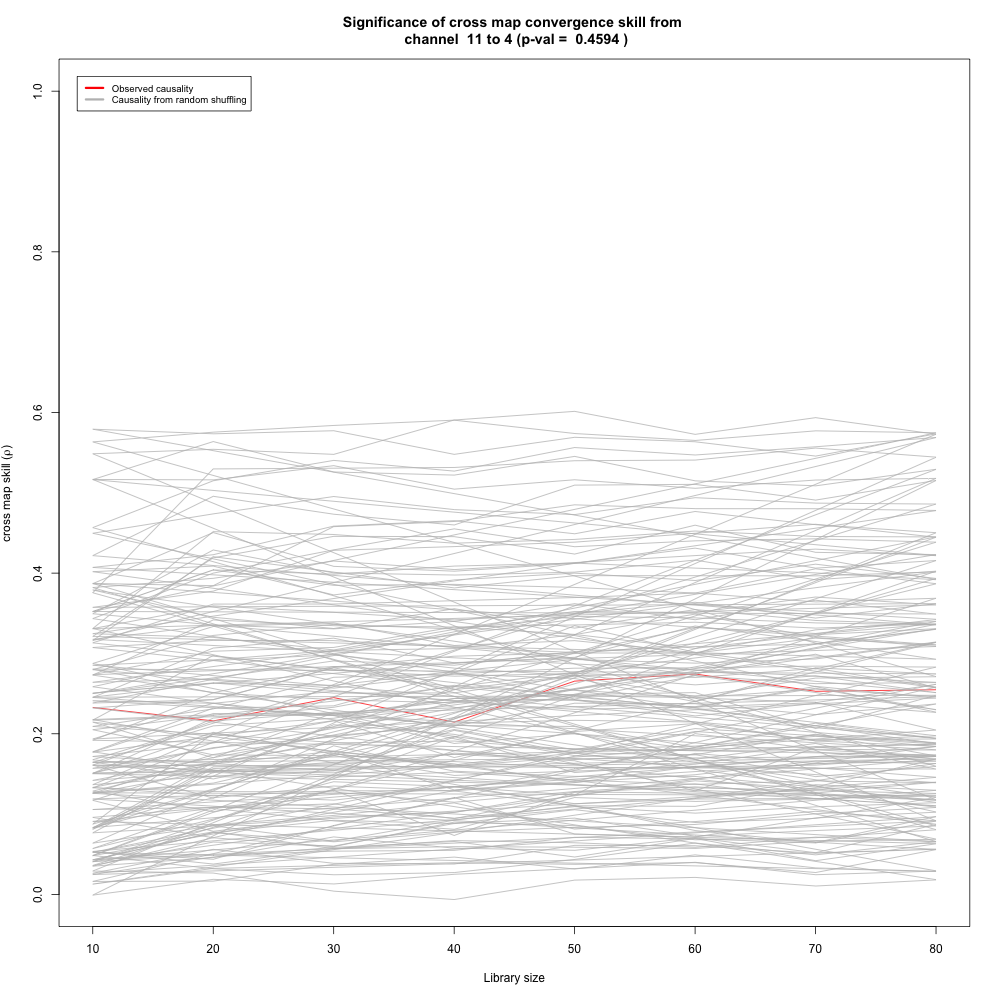 Significance of cross map convergence skill from
channel  11 to 4 (p-val =  0.4594 )
Observed causality
Causality from random shuffling
1.0
0.8
0.6
0.4
0.2
0.0
cross map skill (ρ)
10 20 30 40 50 60 70 80
Library size